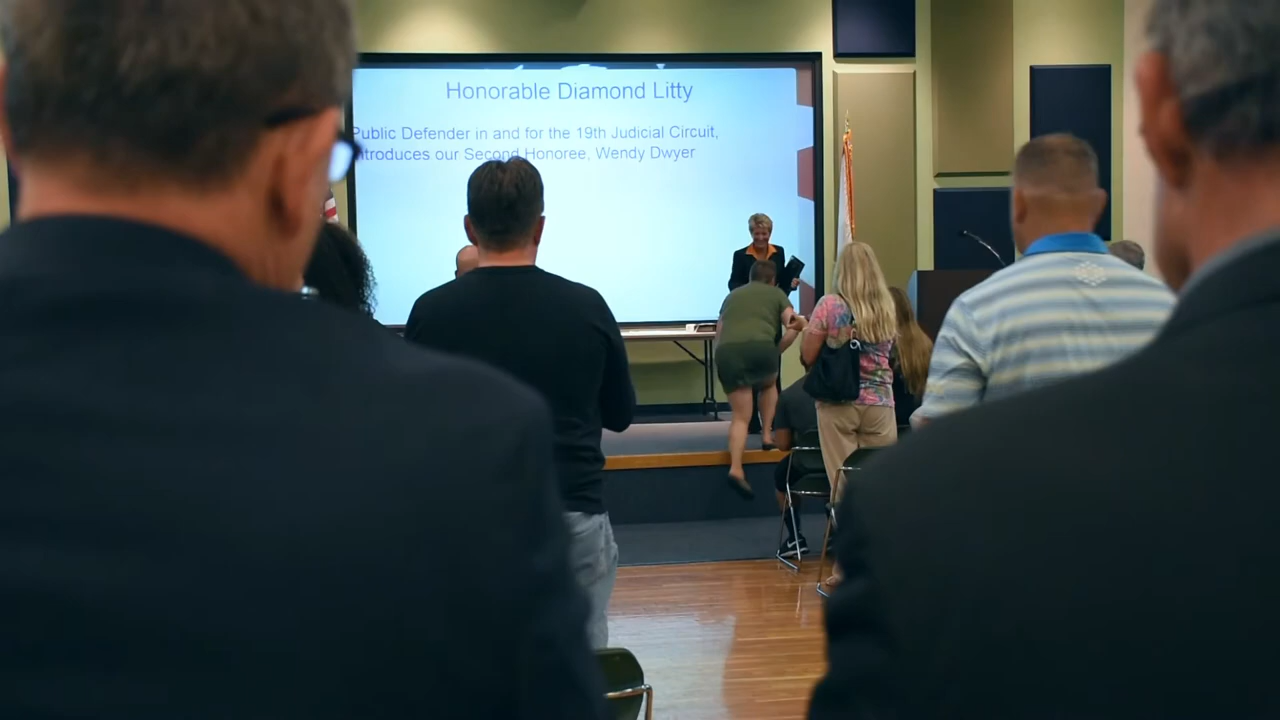 Honorable Diamond Litty
Public Defender in and for the 19th Judicial Circuit,
introduces our Second Honoree, Wendy Dwyer